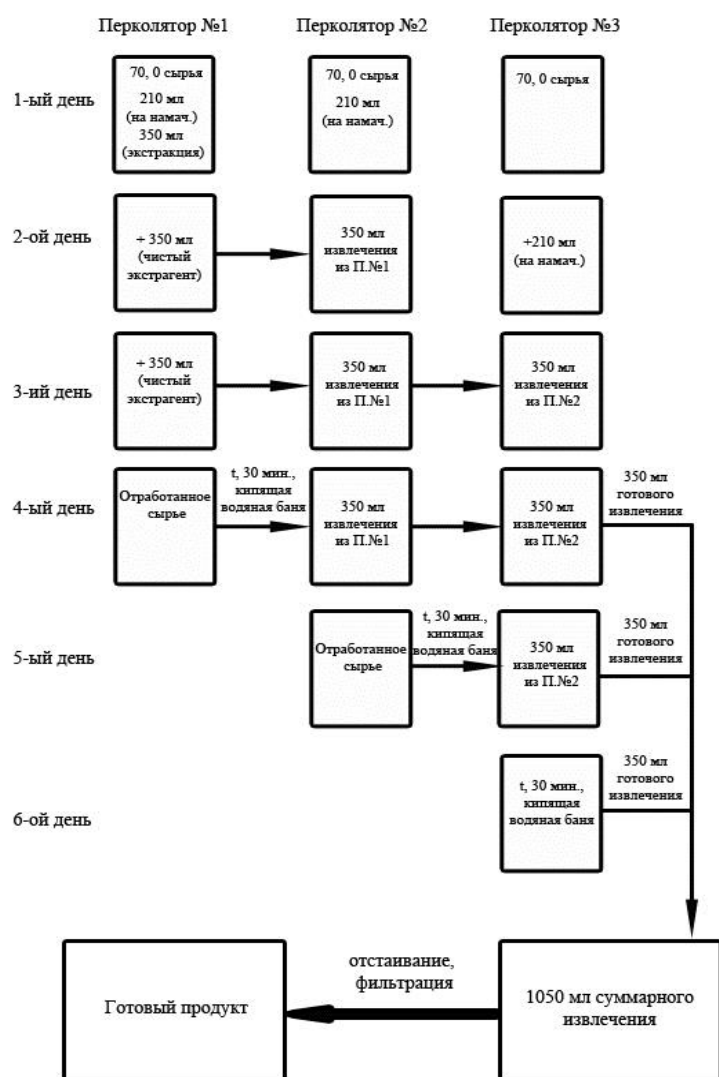 Перколятор №1
Перколятор №2
Перколятор №3
1-ый день
70, 0 сырья
210 мл
(на намач.)
350 мл
(экстракция)
70, 0 сырья
210 мл
(на намач.)
70, 0 сырья
2-ой день
+ 350 мл
(чистый
экстрагент)
350 мл
извлечения
из П.№1
+210 мл
(на намач.)
3-ий день
+ 350 мл
(чистый
экстрагент)
350 мл
извлечения
из П.№1
350 мл
извлечения
из П.№2
4-ый день
Отработанное
сырье
t, 30 мин.,
кипящая
водяная баня
350 мл
извлечения
из П.№1
350 мл
извлечения
из П.№2
350 мл
готового
извлечения
5-ый день
Отработанное
сырье
t, 30 мин.,
кипящая
водяная баня
350 мл
извлечения
из П.№2
350 мл
готового
извлечения
6-ой день
t, 30 мин.,
кипящая
водяная баня
350 мл
готового
извлечения
Готовый продукт
отстаивание,
фильтрация
1050 мл суммарного
извлечения